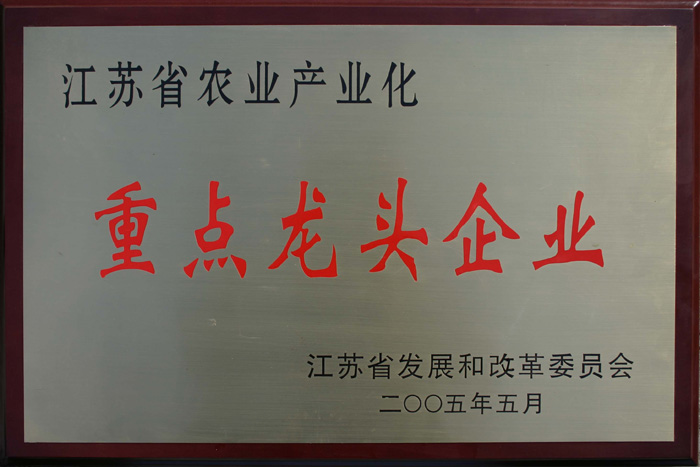 江苏省农业产业化
重点龙头企业
江苏省发展和改革委员会
二〇〇五年五月